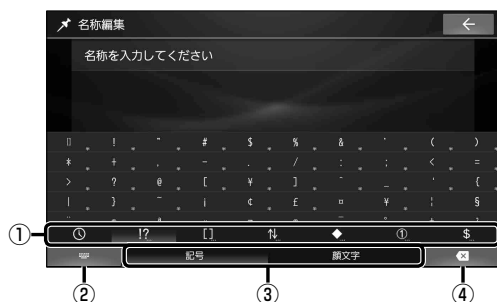 名称編集
名称を入力してください
! # $ % & ( )
* + , - . / : ; < =
> ? @ [ ¥ ] _ {
| } ¡ ¢ £ ¤ ¥ ¦ §
① !? [] ⇅ ◆ ① $
記号 顔文字
② ③ ④